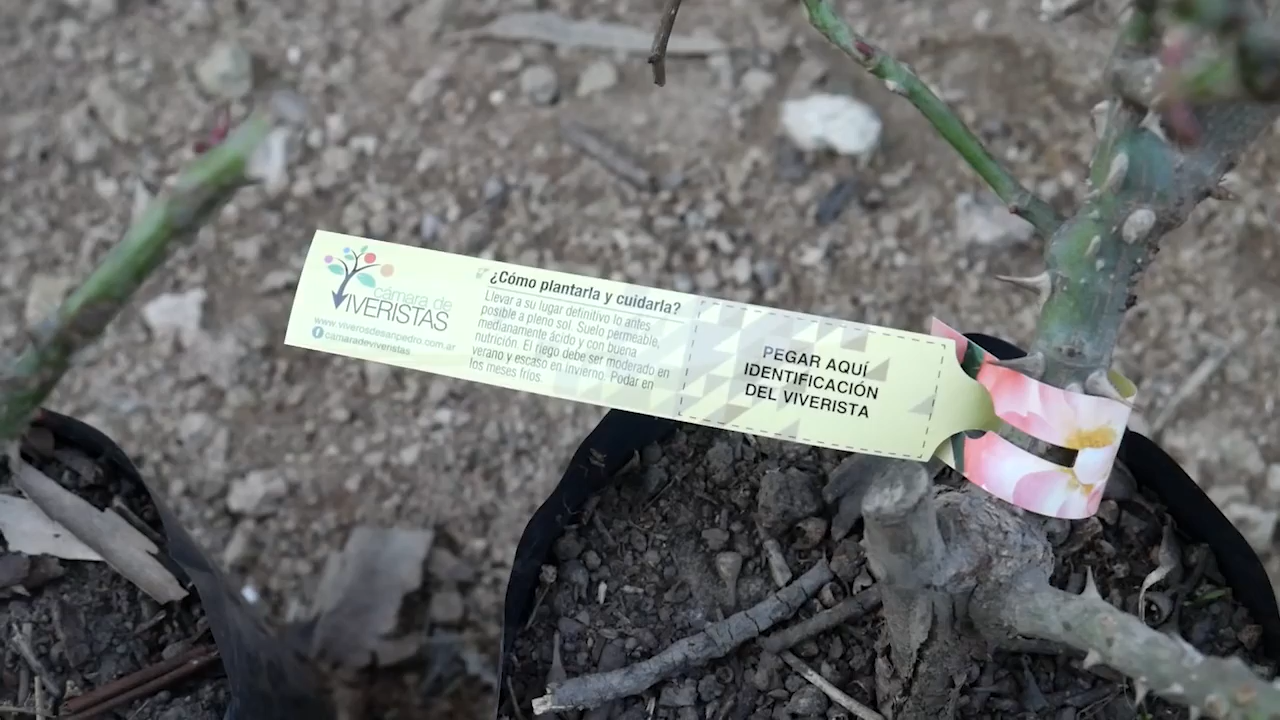 cámara de
VIVERISTAS
www.viverosdesanpedro.com.ar
camaradeviveristas
¿Cómo plantarla y cuidarla?
Llevar a su lugar definitivo lo antes
posible a pleno sol. Suelo permeable,
medianamente ácido y con buena
nutrición. El riego debe ser moderado en
verano y escaso en invierno. Podar en
los meses fríos.
PEGAR AQUÍ
IDENTIFICACIÓN
DEL VIVERISTA